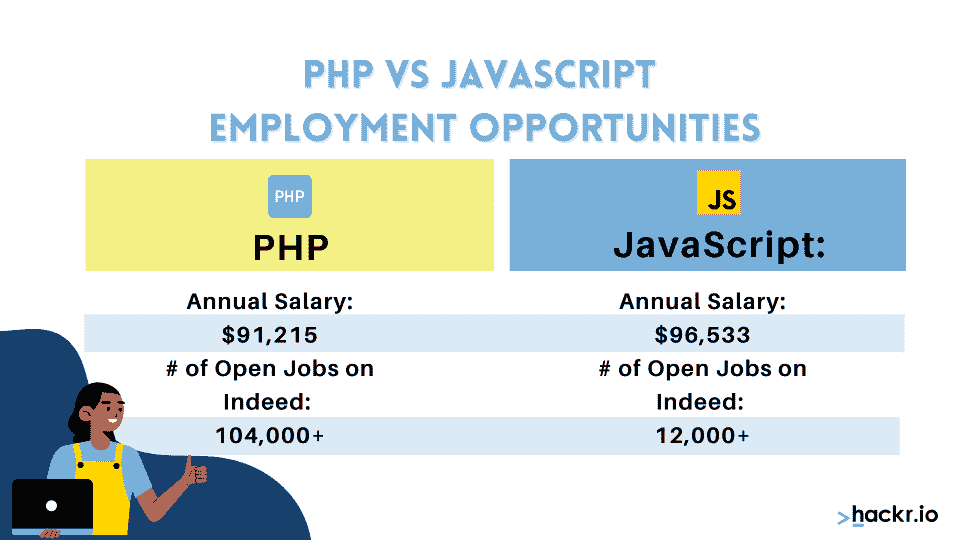 PHP VS JAVASCRIPT
EMPLOYMENT OPPORTUNITIES
PHP
PHP
Annual Salary:
$91,215
# of Open Jobs on
Indeed:
104,000+
JS
JavaScript:
Annual Salary:
$96,533
# of Open Jobs on
Indeed:
12,000+
>hackr.io